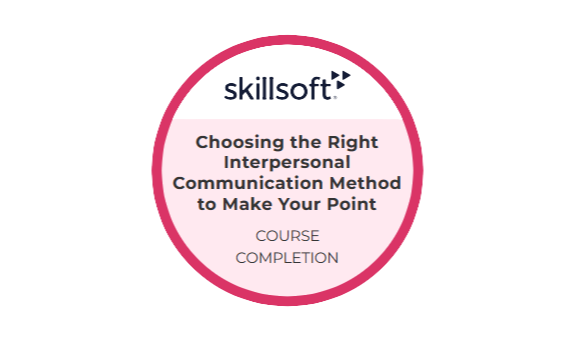 skillsoft
Choosing the Right
Interpersonal
Communication Method
to Make Your Point
COURSE
COMPLETION